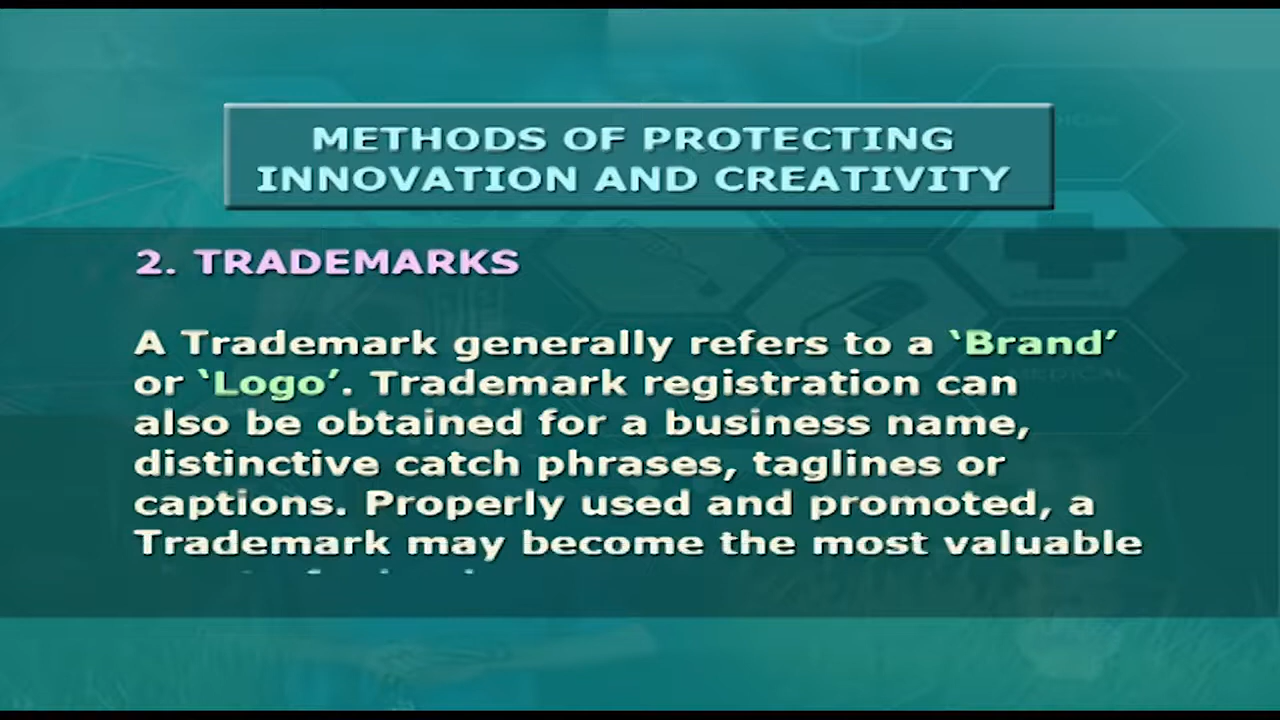 METHODS OF PROTECTING
INNOVATION AND CREATIVITY
2. TRADEMARKS
A Trademark generally refers to a ‘Brand’
or ‘Logo’. Trademark registration can
also be obtained for a business name,
distinctive catch phrases, taglines or
captions. Properly used and promoted, a
Trademark may become the most valuable
MEDICAL